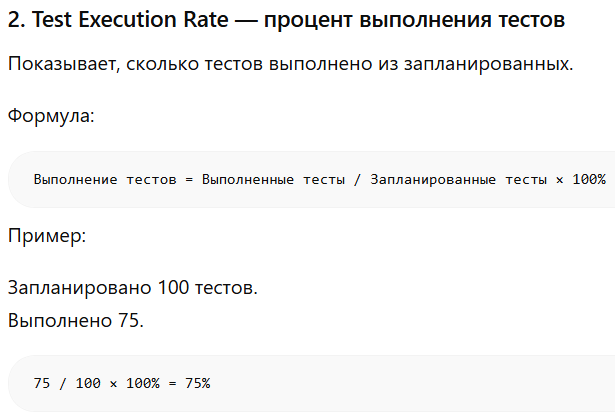 2. Test Execution Rate — процент выполнения тестов
Показывает, сколько тестов выполнено из запланированных.
Формула:
Выполнение тестов = Выполненные тесты / Запланированные тесты × 100%
Пример:
Запланировано 100 тестов.
Выполнено 75.
75 / 100 × 100% = 75%